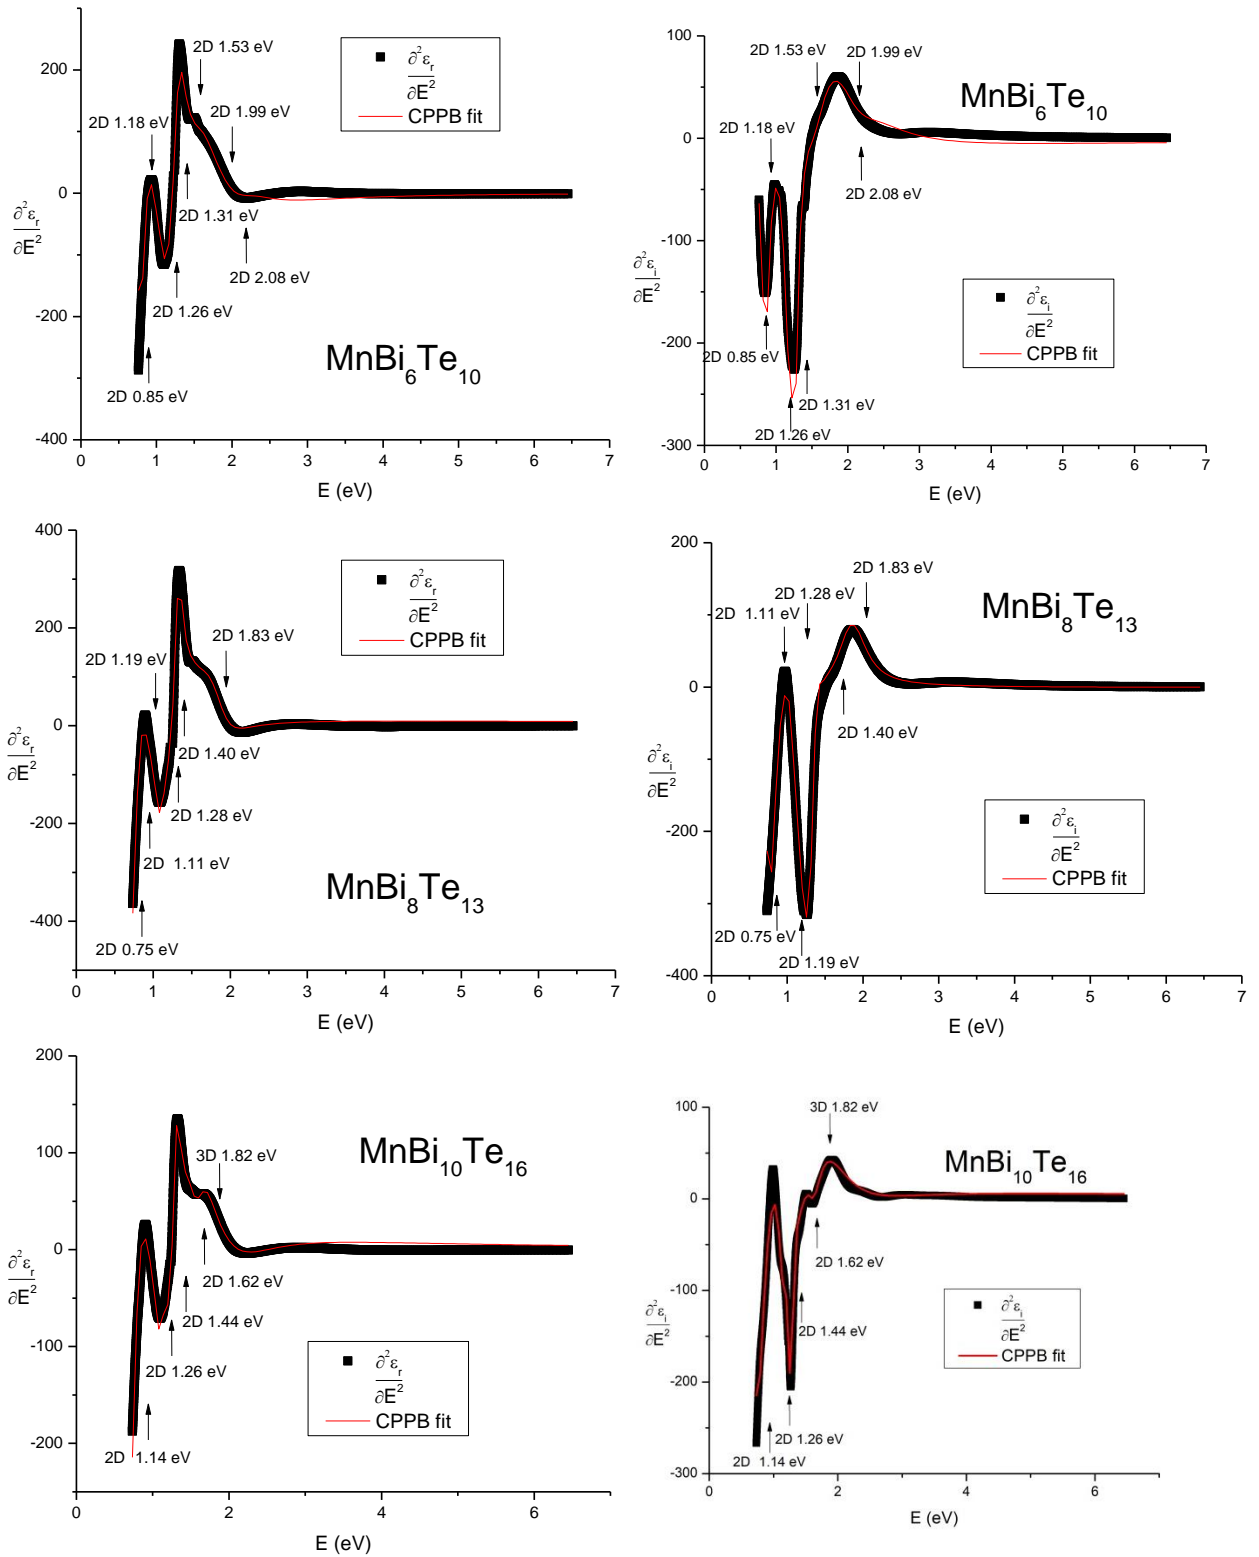 200
0
-200
-400
0 1 2 3 4 5 6 7
E (eV)
∂²εᵣ
∂E²
2D 1.53 eV
2D 1.99 eV
2D 1.18 eV
2D 1.31 eV
2D 2.08 eV
2D 1.26 eV
2D 0.85 eV
∂²εᵣ
∂E²
CPPB fit
MnBi₆Te₁₀
100
0
-100
-200
-300
0 1 2 3 4 5 6 7
E (eV)
∂²εᵢ
∂E²
2D 1.53 eV
2D 1.99 eV
2D 1.18 eV
2D 2.08 eV
2D 0.85 eV
2D 1.31 eV
2D 1.26 eV
MnBi₆Te₁₀
∂²εᵢ
∂E²
CPPB fit
400
200
0
-200
-400
0 1 2 3 4 5 6 7
E (eV)
∂²εᵣ
∂E²
2D 1.83 eV
2D 1.19 eV
2D 1.40 eV
2D 1.28 eV
2D 1.11 eV
2D 0.75 eV
∂²εᵣ
∂E²
CPPB fit
MnBi₈Te₁₃
200
0
-200
-400
0 1 2 3 4 5 6 7
E (eV)
∂²εᵢ
∂E²
2D 1.83 eV
2D 1.28 eV
2D 1.11 eV
2D 1.40 eV
2D 0.75 eV
2D 1.19 eV
MnBi₈Te₁₃
∂²εᵢ
∂E²
CPPB fit
200
100
0
-100
-200
0 2 4 6
E (eV)
∂²εᵣ
∂E²
3D 1.82 eV
2D 1.62 eV
2D 1.44 eV
2D 1.26 eV
2D 1.14 eV
MnBi₁₀Te₁₆
∂²εᵣ
∂E²
CPPB fit
100
0
-100
-200
-300
0 2 4 6
E (eV)
∂²εᵢ
∂E²
3D 1.82 eV
2D 1.62 eV
2D 1.44 eV
2D 1.26 eV
2D 1.14 eV
MnBi₁₀Te₁₆
∂²εᵢ
∂E²
CPPB fit